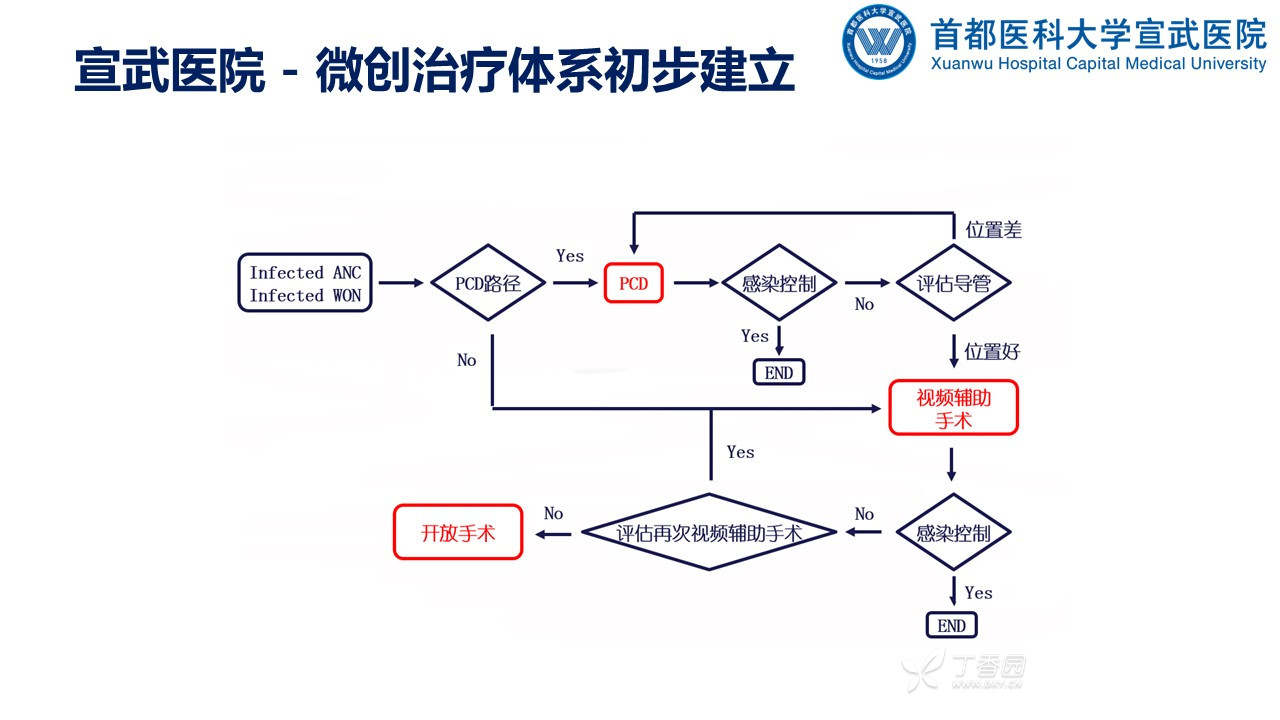 宣武医院 - 微创治疗体系初步建立
首都医科大学宣武医院
Xuanwu Hospital Capital Medical University
1958
位置差
Infected ANC
Infected WON
PCD路径
Yes
PCD
感染控制
No
评估导管
Yes
END
位置好
No
视频辅助
手术
Yes
开放手术
No
评估再次视频辅助手术
No
感染控制
Yes
END
丁香园
WWW.DXY.CN